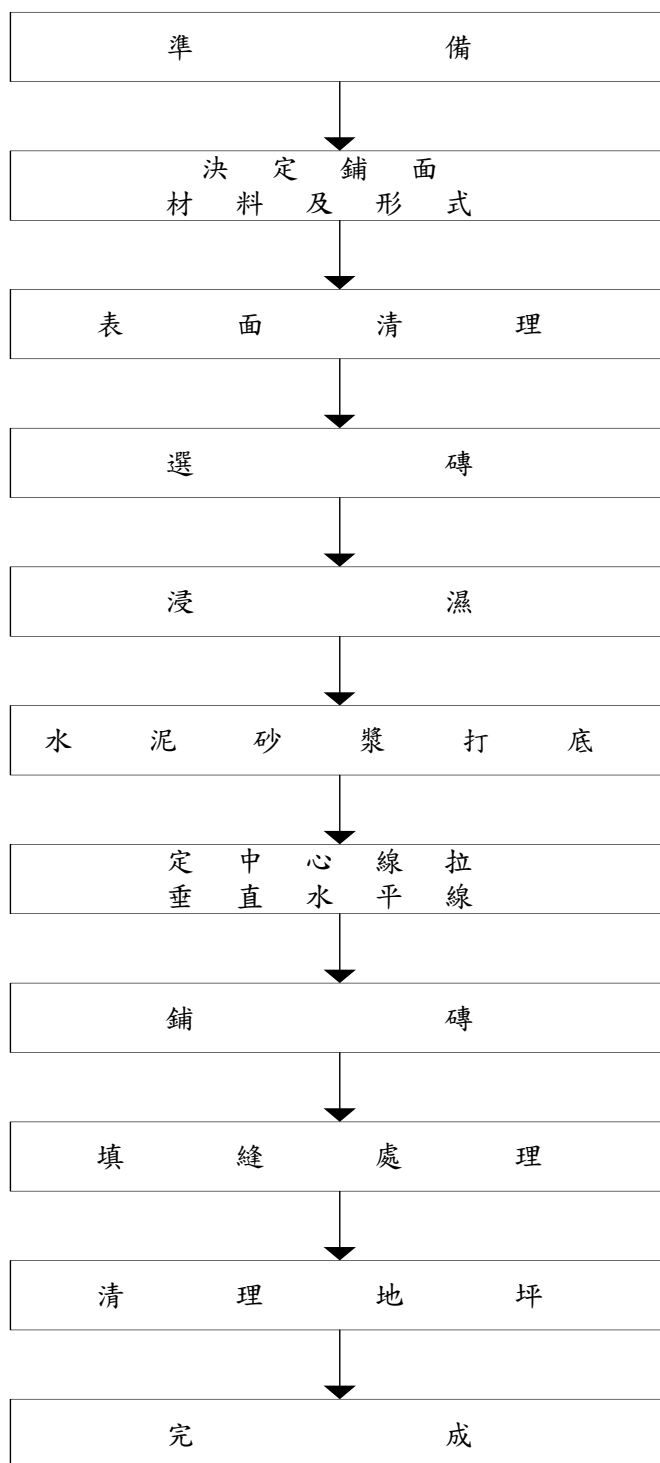 準備
決定鋪面
材料及形式
表面清理
選磚
浸濕
水泥砂漿打底
定中心線拉
垂直水平線
鋪磚
填縫處理
清理地坪
完成